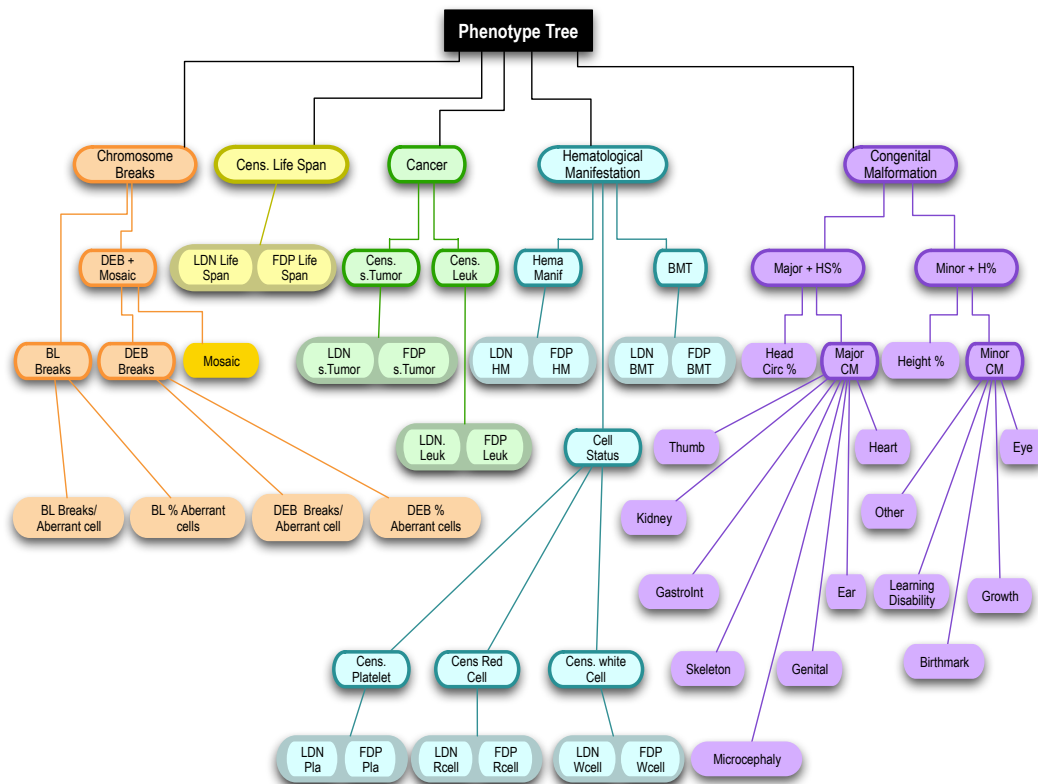 Phenotype Tree
Chromosome
Breaks
Cens. Life Span
Cancer
Hematological
Manifestation
Congenital
Malformation
DEB +
Mosaic
LDN Life
Span
FDP Life
Span
Cens.
s.Tumor
Cens.
Leuk
Hema
Manif
BMT
Major + HS%
Minor + H%
BL
Breaks
DEB
Breaks
Mosaic
LDN
s.Tumor
FDP
s.Tumor
LDN
HM
FDP
HM
LDN
BMT
FDP
BMT
Head
Circ %
Major
CM
Height %
Minor
CM
LDN.
Leuk
FDP
Leuk
Cell
Status
Thumb
Heart
Eye
BL Breaks/
Aberrant cell
BL % Aberrant
cells
DEB Breaks/
Aberrant cell
DEB %
Aberrant cells
Kidney
Other
GastroInt
Ear
Learning
Disability
Growth
Cens.
Platelet
Cens Red
Cell
Cens. white
Cell
Skeleton
Genital
Birthmark
LDN
Pla
FDP
Pla
LDN
Rcell
FDP
Rcell
LDN
Wcell
FDP
Wcell
Microcephaly